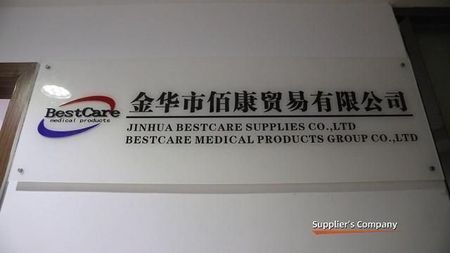 BestCare
medical products
金华市佰康贸易有限公司
JINHUA BESTCARE SUPPLIES CO.,LTD
BESTCARE MEDICAL PRODUCTS GROUP CO.,LTD
Supplier's Company